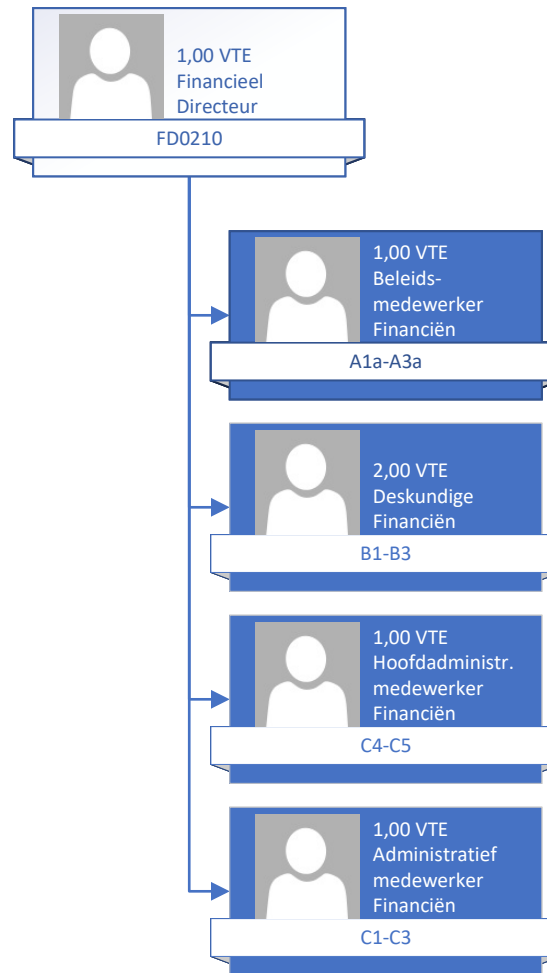 1,00 VTE
Financieel
Directeur
FD0210
1,00 VTE
Beleids-
medewerker
Financiën
A1a-A3a
2,00 VTE
Deskundige
Financiën
B1-B3
1,00 VTE
Hoofdadministr.
medewerker
Financiën
C4-C5
1,00 VTE
Administratief
medewerker
Financiën
C1-C3